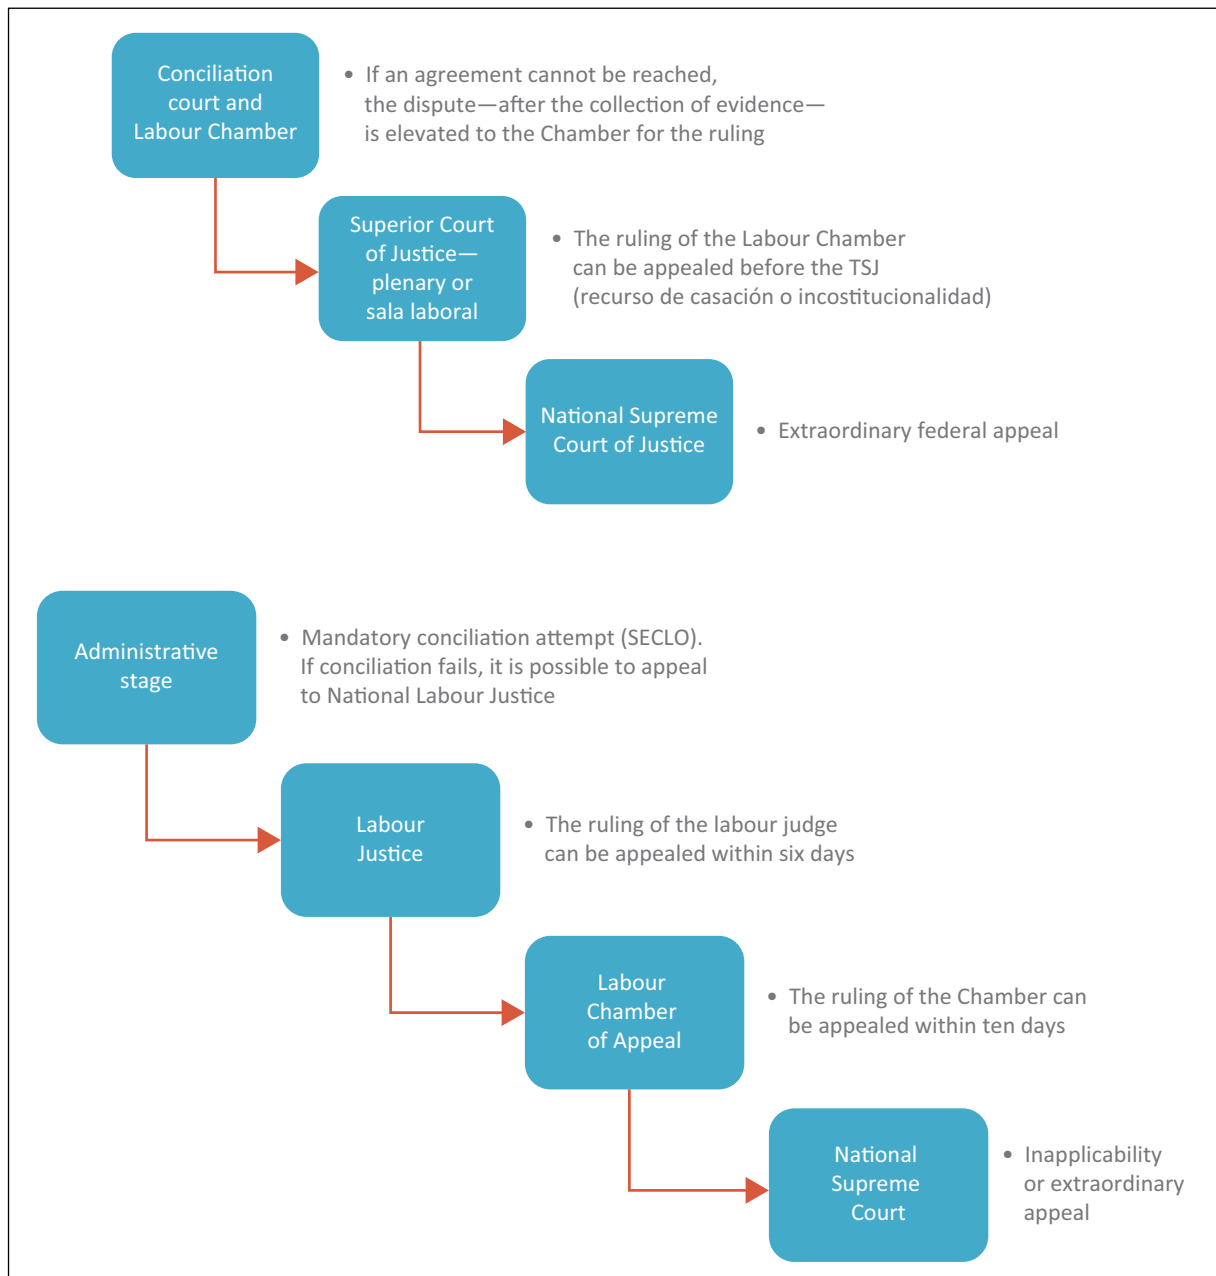 Conciliation
court and
Labour Chamber
• If an agreement cannot be reached,
the dispute—after the collection of evidence—
is elevated to the Chamber for the ruling
Superior Court
of Justice—
plenary or
sala laboral
• The ruling of the Labour Chamber
can be appealed before the TSJ
(recurso de casación o incostitucionalidad)
National Supreme
Court of Justice
• Extraordinary federal appeal
Administrative
stage
• Mandatory conciliation attempt (SECLO).
If conciliation fails, it is possible to appeal
to National Labour Justice
Labour
Justice
• The ruling of the labour judge
can be appealed within six days
Labour
Chamber
of Appeal
• The ruling of the Chamber can
be appealed within ten days
National
Supreme
Court
• Inapplicability
or extraordinary
appeal